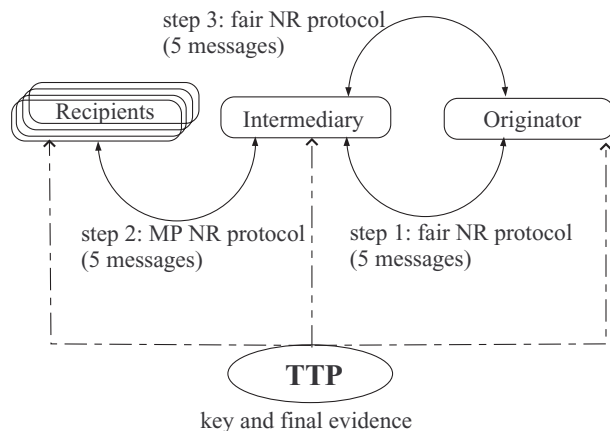 step 3: fair NR protocol
(5 messages)
Recipients
Intermediary
Originator
step 2: MP NR protocol
(5 messages)
step 1: fair NR protocol
(5 messages)
TTP
key and final evidence